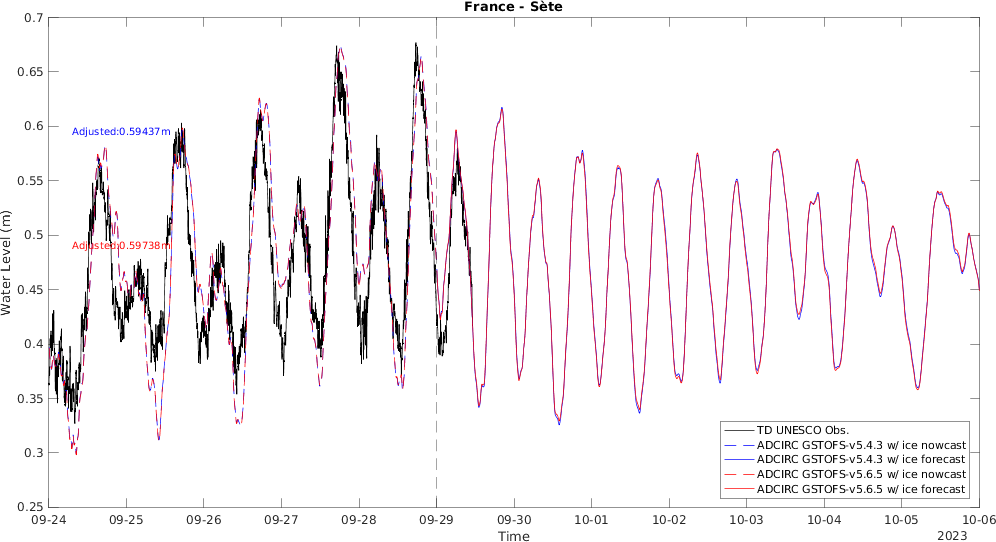 France - Sète
Water Level (m)
0.7
0.65
0.6
0.55
0.5
0.45
0.4
0.35
0.3
0.25
Adjusted:0.59437m
Adjusted:0.59738m
TD UNESCO Obs.
ADCIRC GSTOFS-v5.4.3 w/ ice nowcast
ADCIRC GSTOFS-v5.4.3 w/ ice forecast
ADCIRC GSTOFS-v5.6.5 w/ ice nowcast
ADCIRC GSTOFS-v5.6.5 w/ ice forecast
09-24 09-25 09-26 09-27 09-28 09-29 09-30 10-01 10-02 10-03 10-04 10-05 10-06
Time
2023